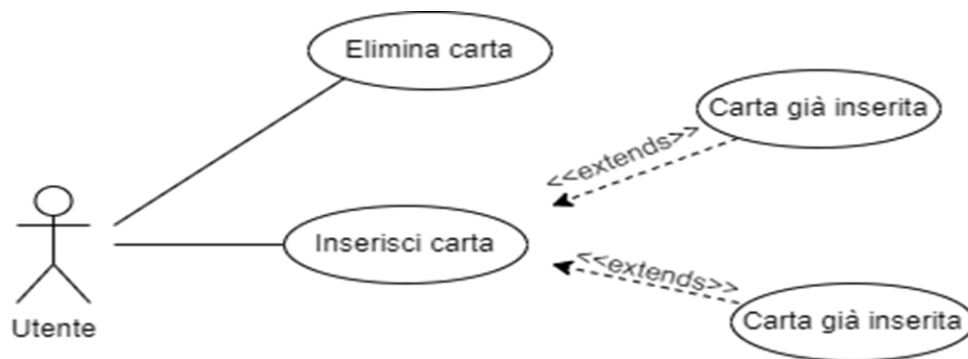 Elimina carta
Carta già inserita
<<extends>>
Inserisci carta
<<extends>>
Carta già inserita
Utente